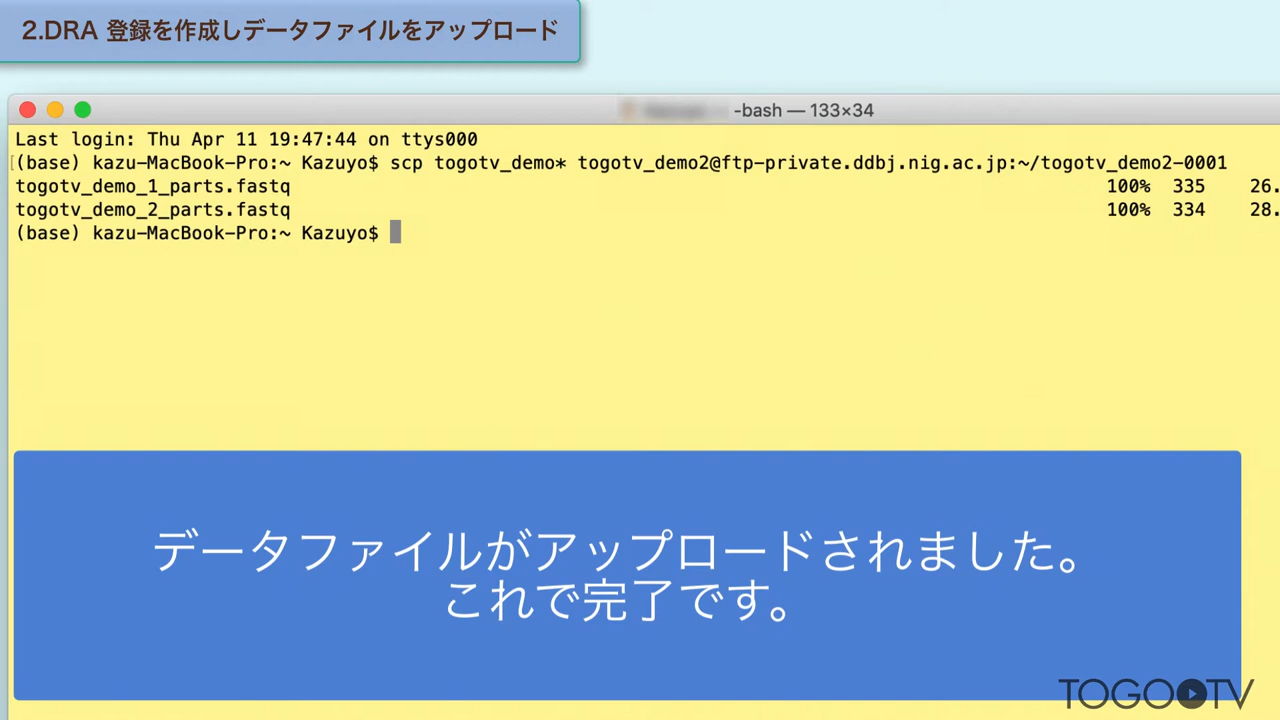 2.DRA 登録を作成しデータファイルをアップロード
-bash — 133×34
Last login: Thu Apr 11 19:47:44 on ttys000
[(base) kazu-MacBook-Pro:~ Kazuyo$ scp togotv_demo* togotv_demo2@ftp-private.ddbj.nig.ac.jp:~/togotv_demo2-0001
togotv_demo_1_parts.fastq 100% 335 26.
togotv_demo_2_parts.fastq 100% 334 28.
(base) kazu-MacBook-Pro:~ Kazuyo$
データファイルがアップロードされました。
これで完了です。
TOGOTV